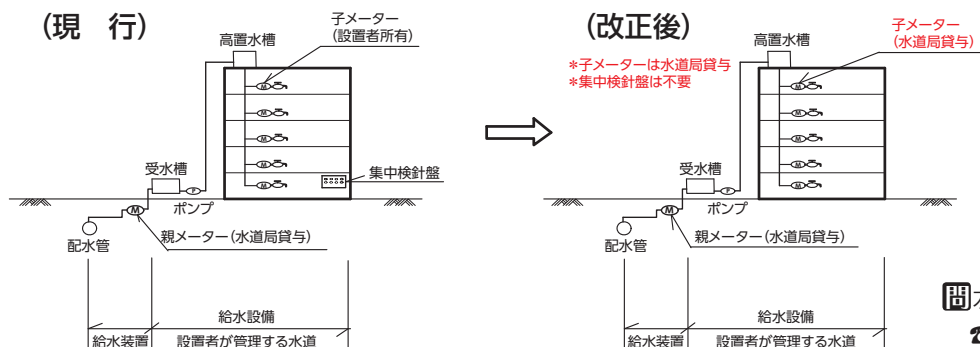 (現　行)
子メーター
(設置者所有)
高置水槽
M
M
M
M
M
受水槽
集中検針盤
P
ポンプ
M
親メーター(水道局貸与)
配水管
給水設備
給水装置
設置者が管理する水道
(改正後)
子メーター
(水道局貸与)
高置水槽
*子メーターは水道局貸与
*集中検針盤は不要
M
M
M
M
M
受水槽
P
ポンプ
M
親メーター(水道局貸与)
配水管
給水設備
給水装置
設置者が管理する水道
問